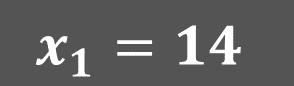 x₁ = 14